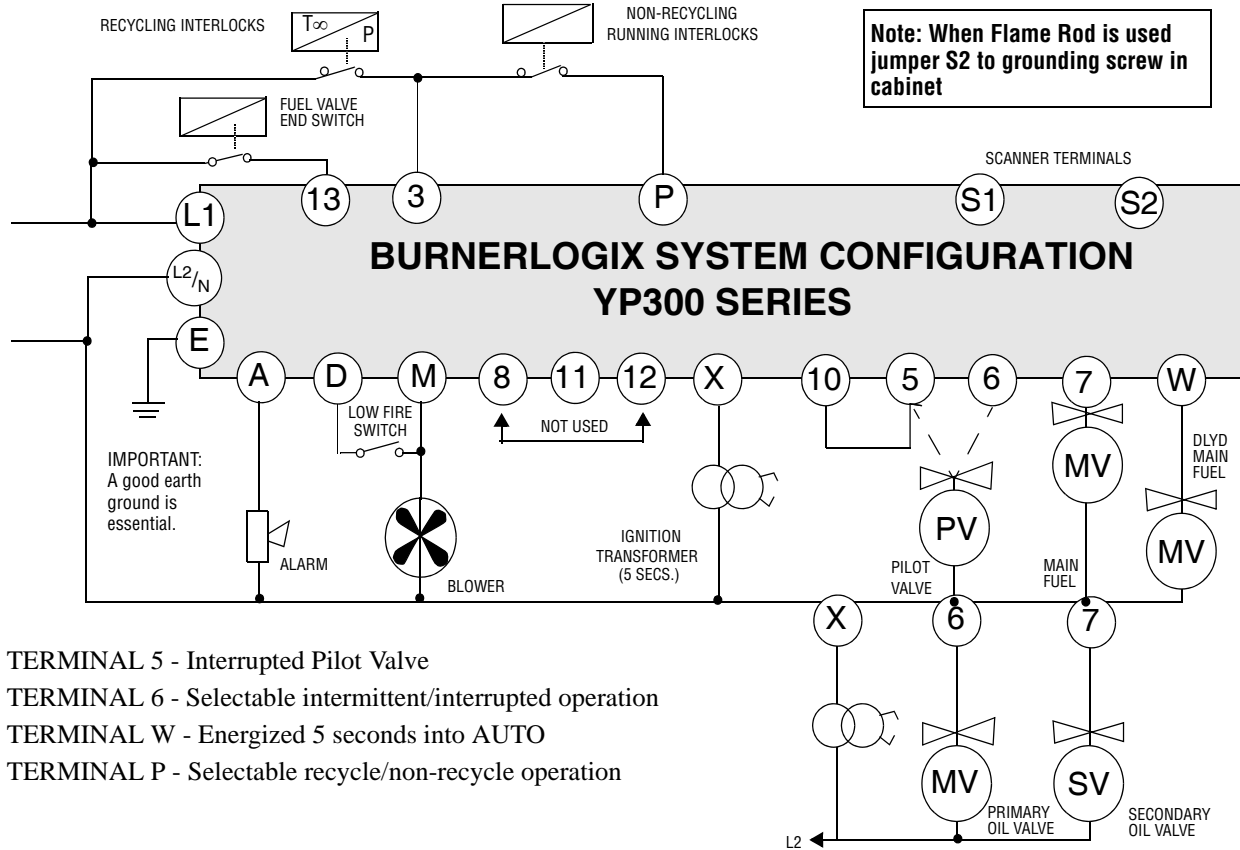 RECYCLING INTERLOCKS
T∞
P
NON-RECYCLING
RUNNING INTERLOCKS
Note: When Flame Rod is used
jumper S2 to grounding screw in
cabinet
FUEL VALVE
END SWITCH
SCANNER TERMINALS
L1
13
3
P
S1
S2
L2/N
E
BURNERLOGIX SYSTEM CONFIGURATION
YP300 SERIES
A
D
M
8
11
12
X
10
5
6
7
W
LOW FIRE
SWITCH
NOT USED
IMPORTANT:
A good earth
ground is
essential.
ALARM
BLOWER
IGNITION
TRANSFORMER
(5 SECS.)
PV
PILOT
VALVE
MV
MAIN
FUEL
DLYD
MAIN
FUEL
MV
X
6
7
TERMINAL 5 - Interrupted Pilot Valve
TERMINAL 6 - Selectable intermittent/interrupted operation
TERMINAL W - Energized 5 seconds into AUTO
TERMINAL P - Selectable recycle/non-recycle operation
MV
PRIMARY
OIL VALVE
SV
SECONDARY
OIL VALVE
L2